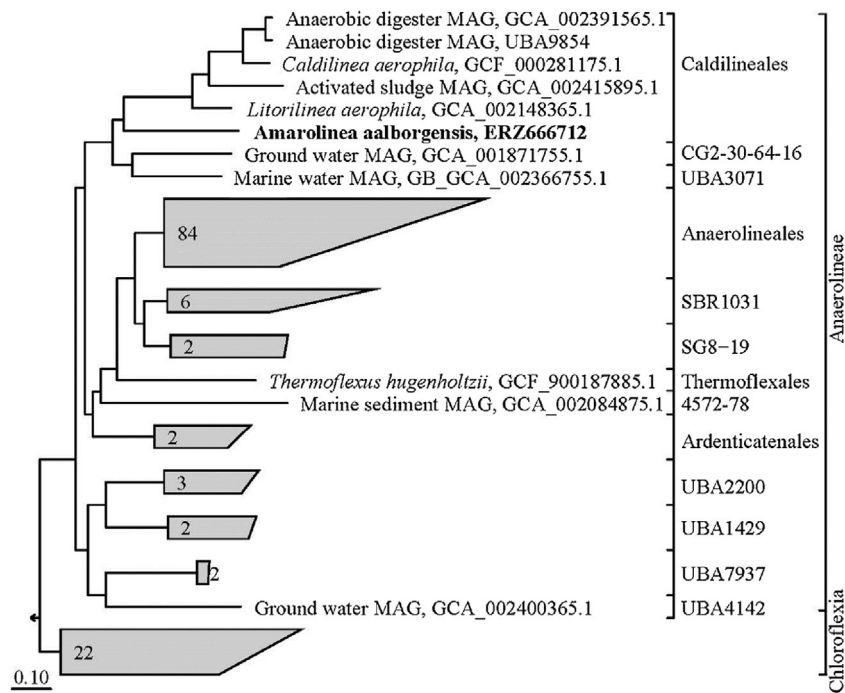 Anaerobic digester MAG, GCA_002391565.1
Anaerobic digester MAG, UBA9854
Caldilinea aerophila, GCF_000281175.1
Caldilineales
Activated sludge MAG, GCA_002415895.1
Litorilinea aerophila, GCA_002148365.1
Amarolinea aalborgensis, ERZ666712
Ground water MAG, GCA_001871755.1
CG2-30-64-16
Marine water MAG, GB_GCA_002366755.1
UBA3071
84
Anaerolineales
Anaerolineae
6
SBR1031
2
SG8−19
Thermoflexus hugenholtzii, GCF_900187885.1
Thermoflexales
Marine sediment MAG, GCA_002084875.1
4572-78
2
Ardenticatenales
3
UBA2200
2
UBA1429
2
UBA7937
Ground water MAG, GCA_002400365.1
UBA4142
22
Chloroflexia
0.10